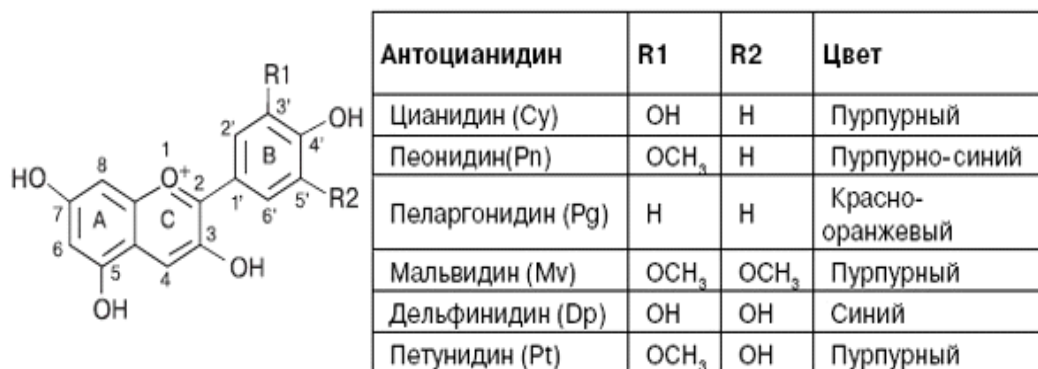 R1
3'
2'
OH
4'
B
8
1
O+
HO
2
1'
5'
R2
7
A
C
6'
3
6
OH
5
4
OH
Антоцианидин R1 R2 Цвет
Цианидин (Cy) OH H Пурпурный
Пеонидин(Pn) OCH₃ H Пурпурно-синий
Пеларгонидин (Pg) H H Красно-
оранжевый
Мальвидин (Mv) OCH₃ OCH₃ Пурпурный
Дельфинидин (Dp) OH OH Синий
Петунидин (Pt) OCH₃ OH Пурпурный